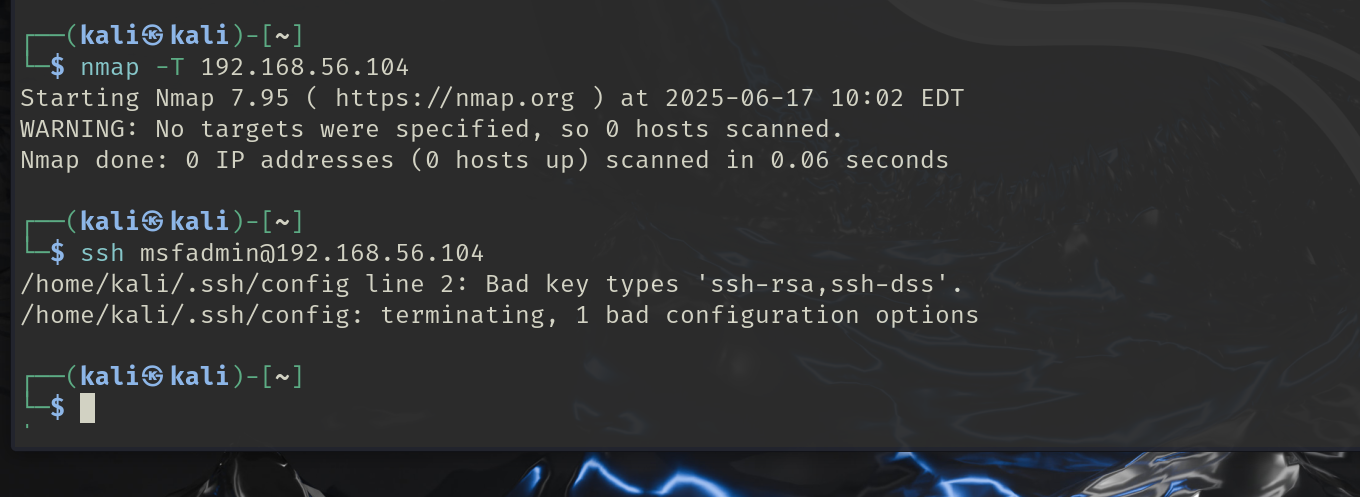 ┌──(kali㉿kali)-[~]
└─$ nmap -T 192.168.56.104
Starting Nmap 7.95 ( https://nmap.org ) at 2025-06-17 10:02 EDT
WARNING: No targets were specified, so 0 hosts scanned.
Nmap done: 0 IP addresses (0 hosts up) scanned in 0.06 seconds
┌──(kali㉿kali)-[~]
└─$ ssh msfadmin@192.168.56.104
/home/kali/.ssh/config line 2: Bad key types 'ssh-rsa,ssh-dss'.
/home/kali/.ssh/config: terminating, 1 bad configuration options
┌──(kali㉿kali)-[~]
└─$